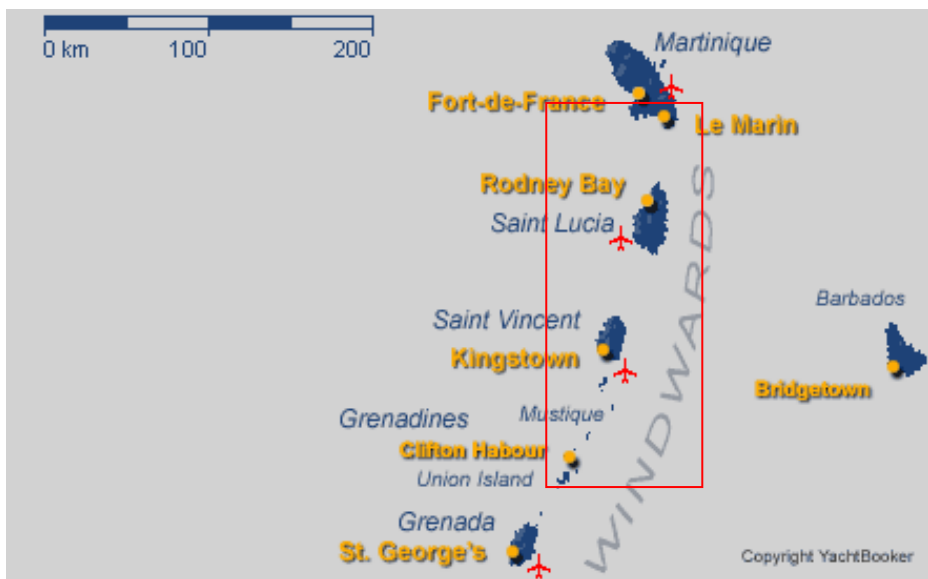 0 km 100 200
Martinique
Fort-de-France
Le Marin
Rodney Bay
Saint Lucia
WINDWARDS
Barbados
Saint Vincent
Kingstown
Bridgetown
Mustique
Grenadines
Clifton Habour
Union Island
Grenada
St. George's
Copyright YachtBooker